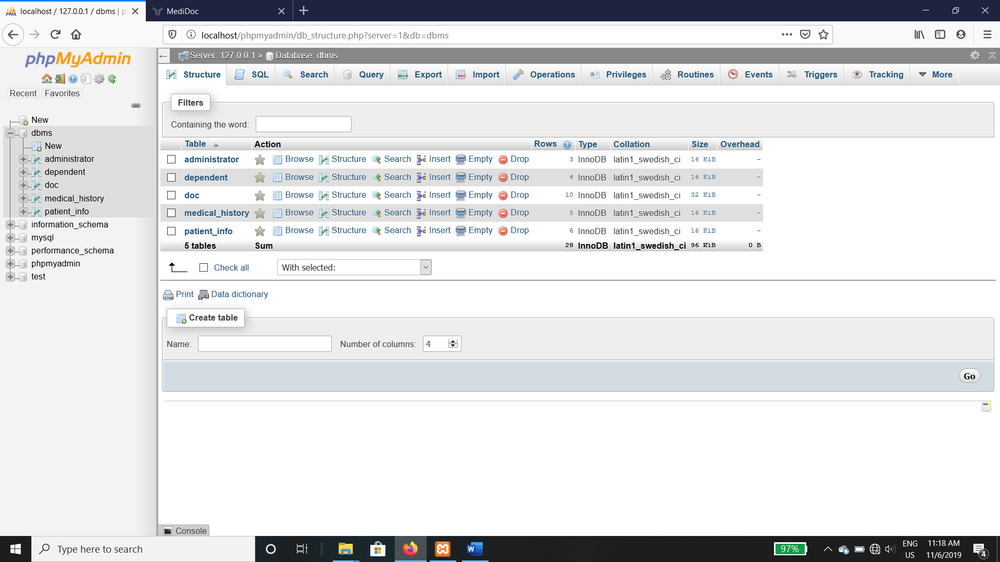 localhost / 127.0.0.1 / dbms | p
MediDoc
localhost/phpmyadmin/db_structure.php?server=1&db=dbms
phpMyAdmin
Server: 127.0.0.1 » Database: dbms
Structure SQL Search Query Export Import Operations Privileges Routines Events Triggers Tracking More
Recent Favorites
New
dbms
New
administrator
dependent
doc
medical_history
patient_info
information_schema
mysql
performance_schema
phpmyadmin
test
Filters
Containing the word:
Table Action Rows Type Collation Size Overhead
administrator Browse Structure Search Insert Empty Drop 3 InnoDB latin1_swedish_ci 16 KiB -
dependent Browse Structure Search Insert Empty Drop 4 InnoDB latin1_swedish_ci 16 KiB -
doc Browse Structure Search Insert Empty Drop 10 InnoDB latin1_swedish_ci 32 KiB -
medical_history Browse Structure Search Insert Empty Drop 5 InnoDB latin1_swedish_ci 16 KiB -
patient_info Browse Structure Search Insert Empty Drop 6 InnoDB latin1_swedish_ci 16 KiB -
5 tables Sum 28 InnoDB latin1_swedish_ci 96 KiB 0 B
Check all With selected:
Print Data dictionary
Create table
Name: Number of columns: 4
Go
Console
Type here to search
97%
ENG
US
11:18 AM
11/6/2019
4